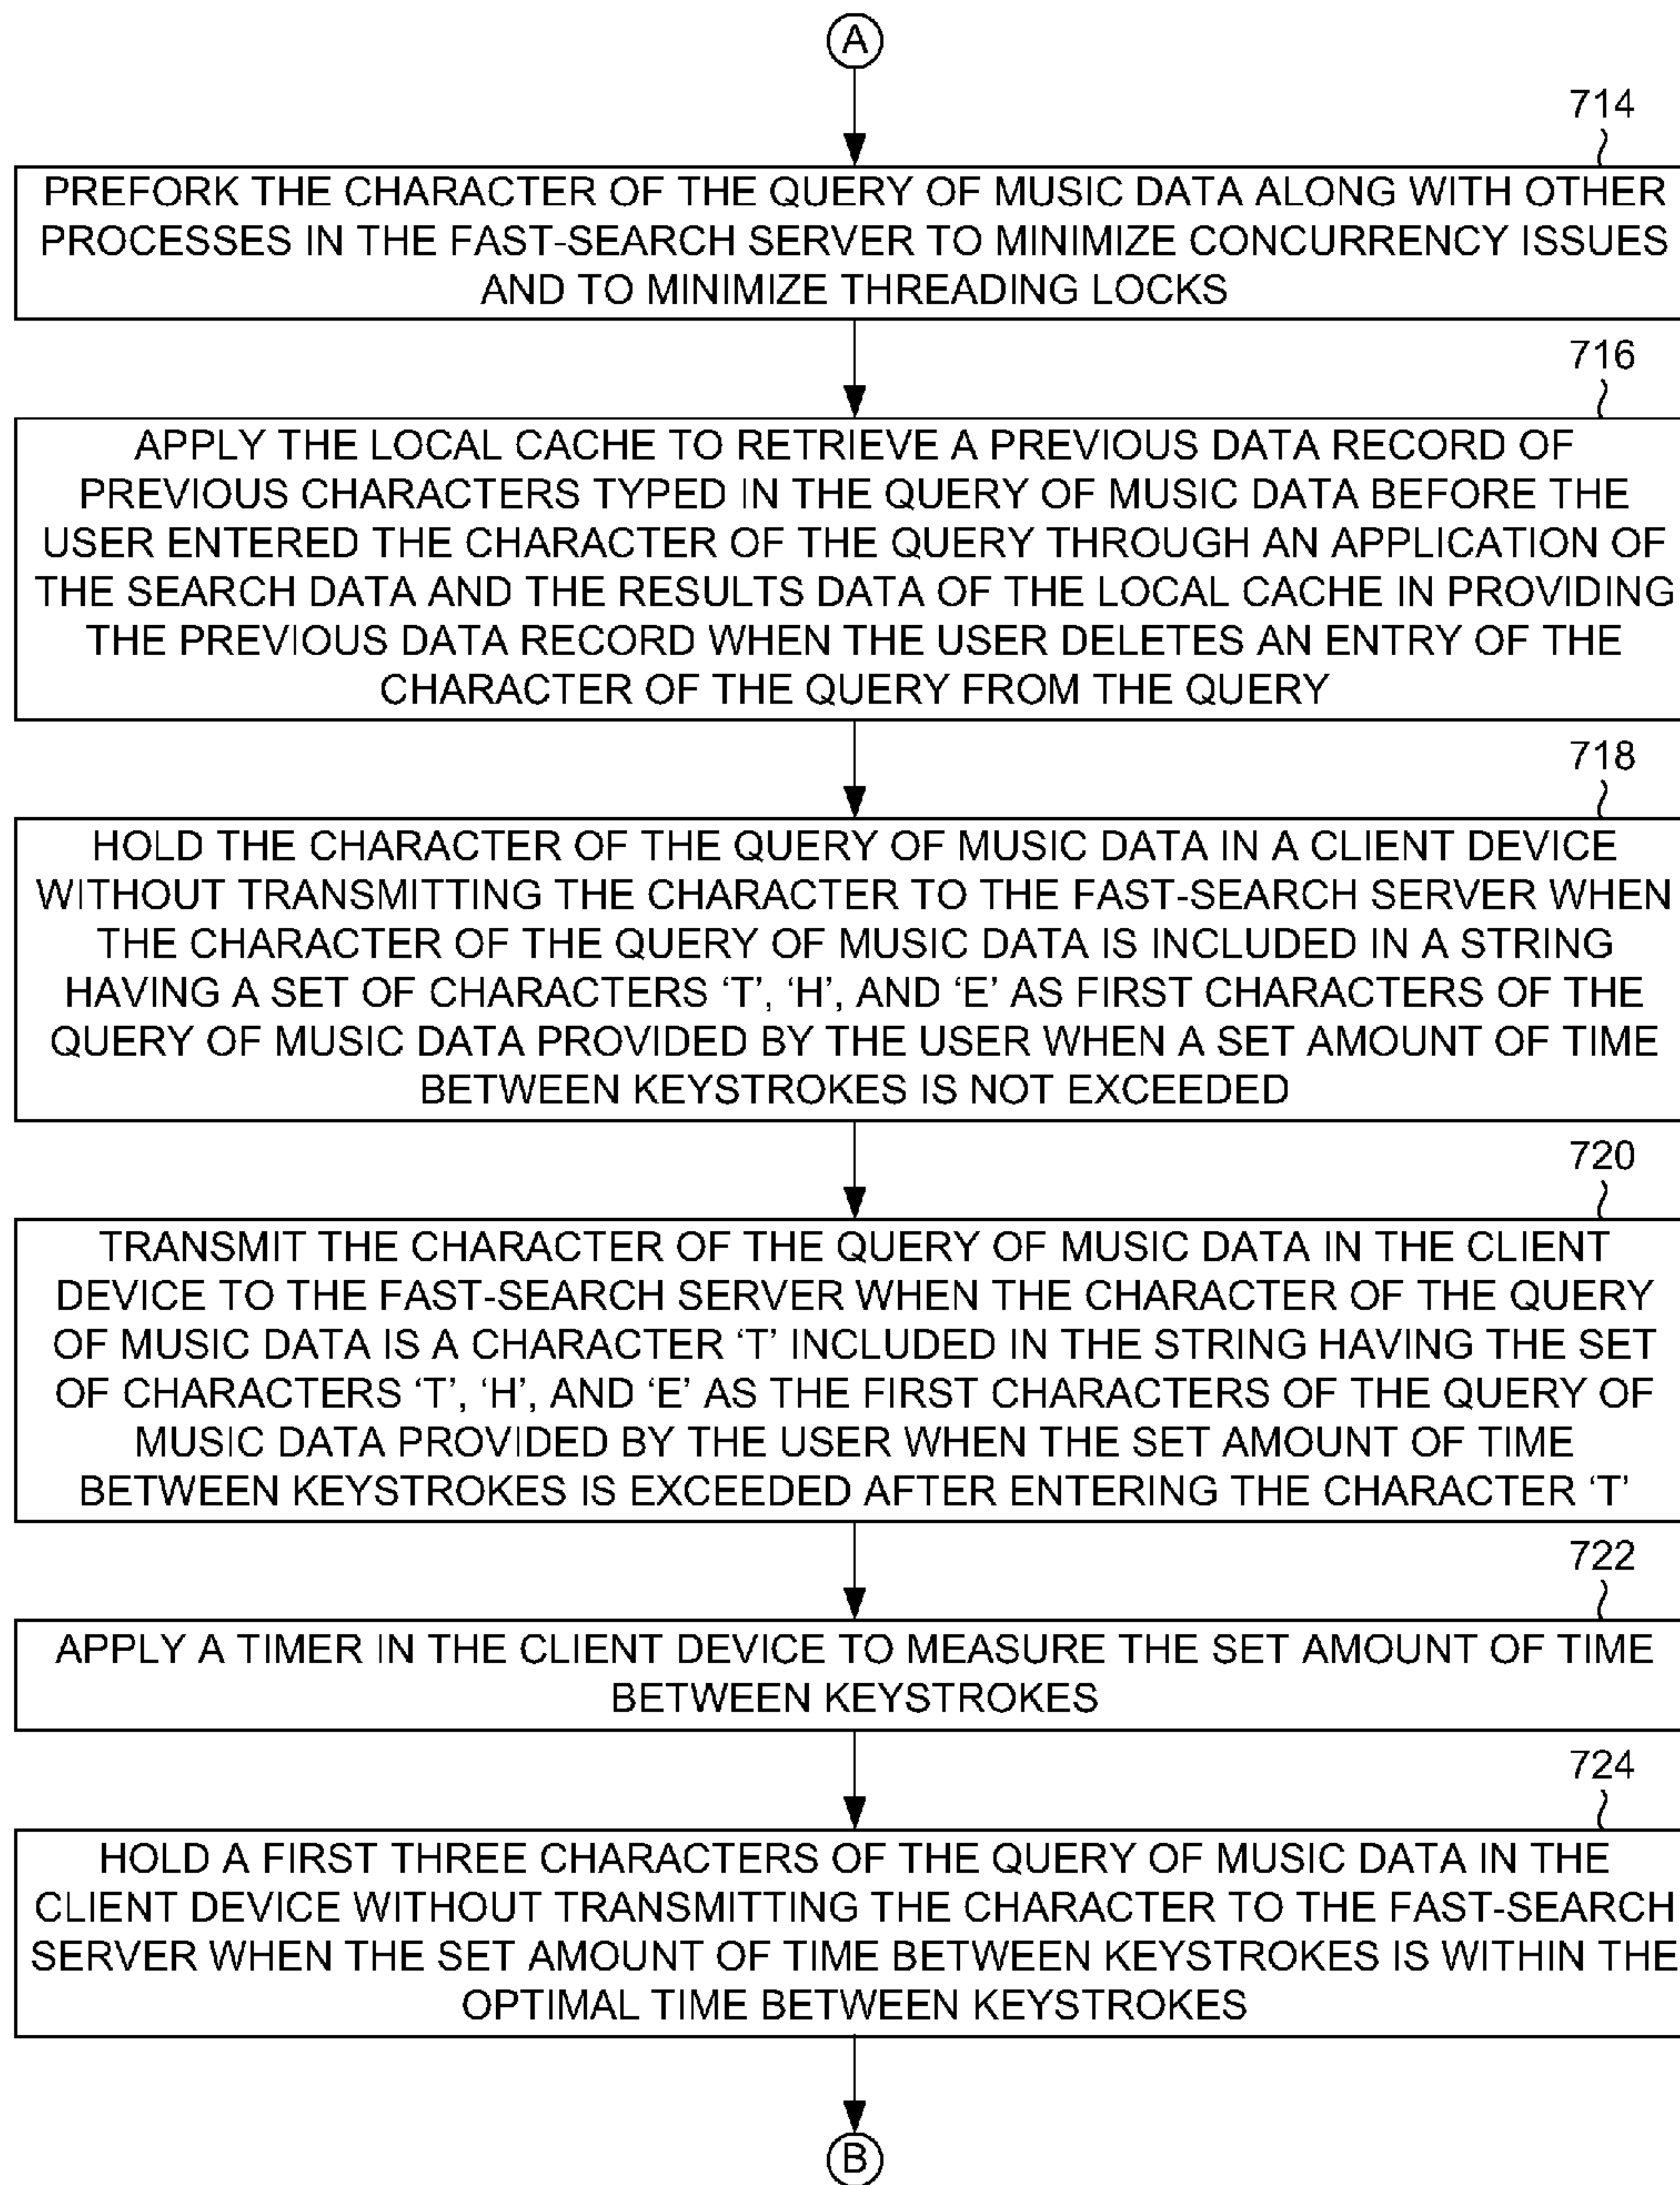 A
714
PREFORK THE CHARACTER OF THE QUERY OF MUSIC DATA ALONG WITH OTHER
PROCESSES IN THE FAST-SEARCH SERVER TO MINIMIZE CONCURRENCY ISSUES
AND TO MINIMIZE THREADING LOCKS
716
APPLY THE LOCAL CACHE TO RETRIEVE A PREVIOUS DATA RECORD OF
PREVIOUS CHARACTERS TYPED IN THE QUERY OF MUSIC DATA BEFORE THE
USER ENTERED THE CHARACTER OF THE QUERY THROUGH AN APPLICATION OF
THE SEARCH DATA AND THE RESULTS DATA OF THE LOCAL CACHE IN PROVIDING
THE PREVIOUS DATA RECORD WHEN THE USER DELETES AN ENTRY OF THE
CHARACTER OF THE QUERY FROM THE QUERY
718
HOLD THE CHARACTER OF THE QUERY OF MUSIC DATA IN A CLIENT DEVICE
WITHOUT TRANSMITTING THE CHARACTER TO THE FAST-SEARCH SERVER WHEN
THE CHARACTER OF THE QUERY OF MUSIC DATA IS INCLUDED IN A STRING
HAVING A SET OF CHARACTERS ‘T’, ‘H’, AND ‘E’ AS FIRST CHARACTERS OF THE
QUERY OF MUSIC DATA PROVIDED BY THE USER WHEN A SET AMOUNT OF TIME
BETWEEN KEYSTROKES IS NOT EXCEEDED
720
TRANSMIT THE CHARACTER OF THE QUERY OF MUSIC DATA IN THE CLIENT
DEVICE TO THE FAST-SEARCH SERVER WHEN THE CHARACTER OF THE QUERY
OF MUSIC DATA IS A CHARACTER ‘T’ INCLUDED IN THE STRING HAVING THE SET
OF CHARACTERS ‘T’, ‘H’, AND ‘E’ AS THE FIRST CHARACTERS OF THE QUERY OF
MUSIC DATA PROVIDED BY THE USER WHEN THE SET AMOUNT OF TIME
BETWEEN KEYSTROKES IS EXCEEDED AFTER ENTERING THE CHARACTER ‘T’
722
APPLY A TIMER IN THE CLIENT DEVICE TO MEASURE THE SET AMOUNT OF TIME
BETWEEN KEYSTROKES
724
HOLD A FIRST THREE CHARACTERS OF THE QUERY OF MUSIC DATA IN THE
CLIENT DEVICE WITHOUT TRANSMITTING THE CHARACTER TO THE FAST-SEARCH
SERVER WHEN THE SET AMOUNT OF TIME BETWEEN KEYSTROKES IS WITHIN THE
OPTIMAL TIME BETWEEN KEYSTROKES
B